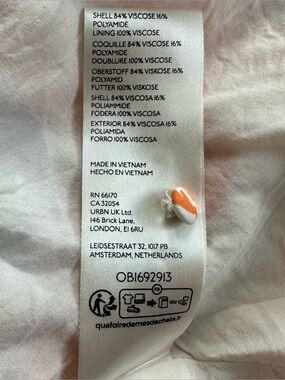 SHELL 84% VISCOSE 16%
POLYAMIDE
LINING 100% VISCOSE
COQUILLE 84% VISCOSE 16%
POLYAMIDE
DOUBLURE 100% VISCOSE
OBERSTOFF 84% VISKOSE 16%
POLYAMID
FUTTER 100% VISKOSE
SHELL 84% VISCOSA 16%
POLIAMMIDE
FODERA 100% VISCOSA
EXTERIOR 84% VISCOSA 16%
POLIAMIDA
FORRO 100% VISCOSA
MADE IN VIETNAM
HECHO EN VIETNAM
RN 66170
CA 32054
URBN UK Ltd.
146 Brick Lane,
LONDON, E1 6RU
LEIDSESTRAAT 32, 1017 PB
AMSTERDAM, NETHERLANDS
OB1692913
FR
OU
quefairedemesdechets.fr